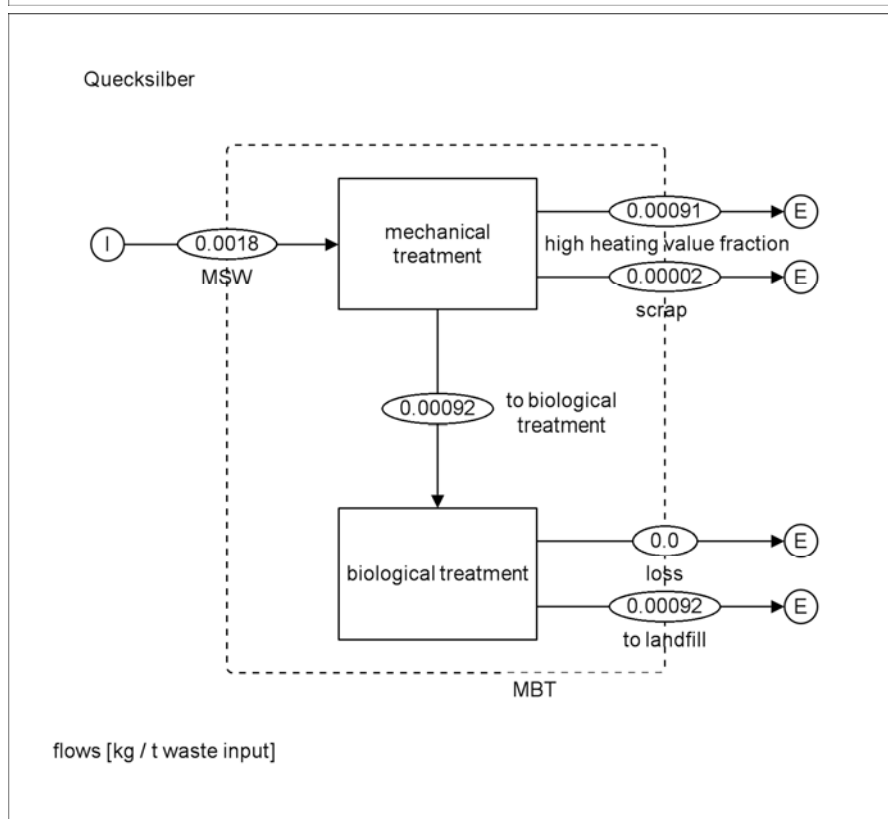 Quecksilber
I
0.0018
MSW
mechanical
treatment
0.00091
E
high heating value fraction
0.00002
E
scrap
0.00092
to biological
treatment
biological treatment
0.0
E
loss
0.00092
E
to landfill
MBT
flows [kg / t waste input]